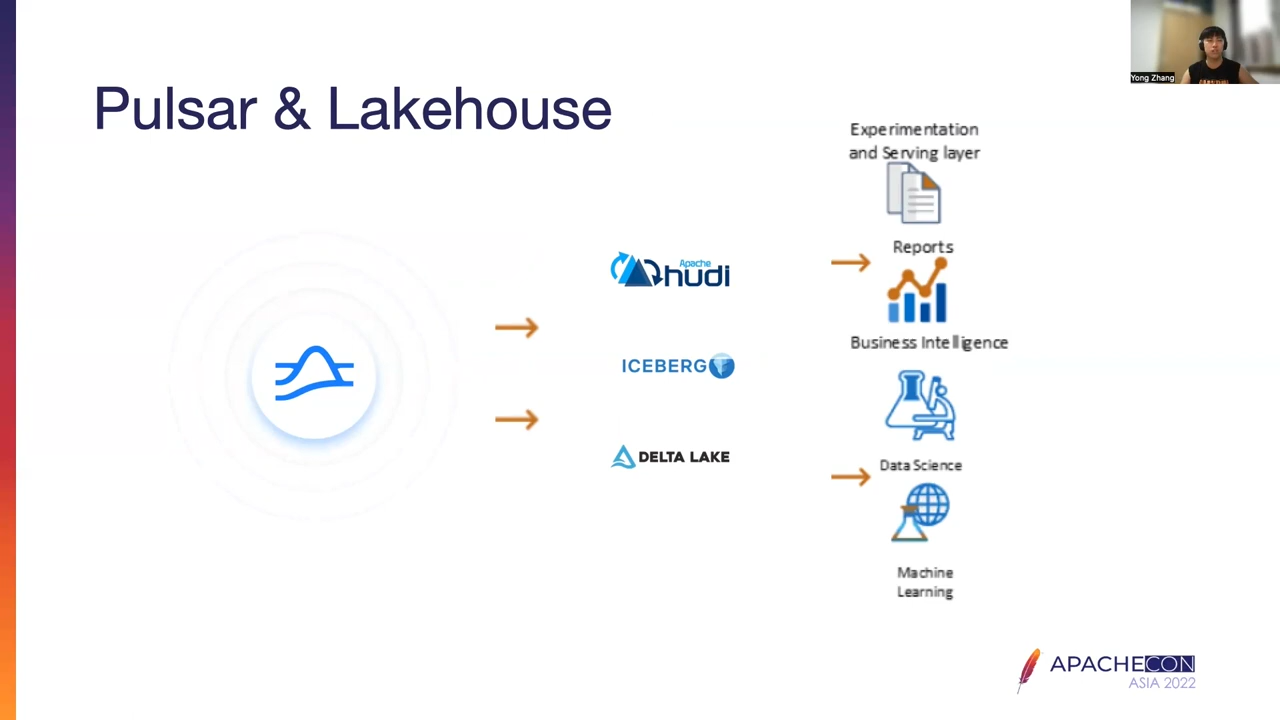 Yong Zhang
Pulsar & Lakehouse
Experimentation
and Serving layer
Reports
Apache
hudi
Business Intelligence
ICEBERG
DELTA LAKE
Data Science
Machine
Learning
APACHECON
ASIA 2022